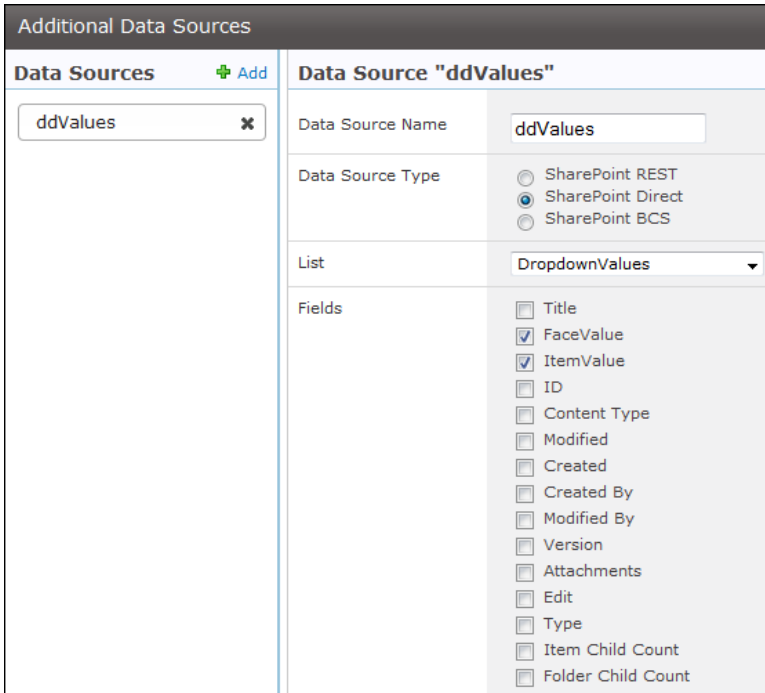 Additional Data Sources
Data Sources
Add
ddValues
Data Source "ddValues"
Data Source Name
ddValues
Data Source Type
SharePoint REST
SharePoint Direct
SharePoint BCS
List
DropdownValues
Fields
Title
FaceValue
ItemValue
ID
Content Type
Modified
Created
Created By
Modified By
Version
Attachments
Edit
Type
Item Child Count
Folder Child Count